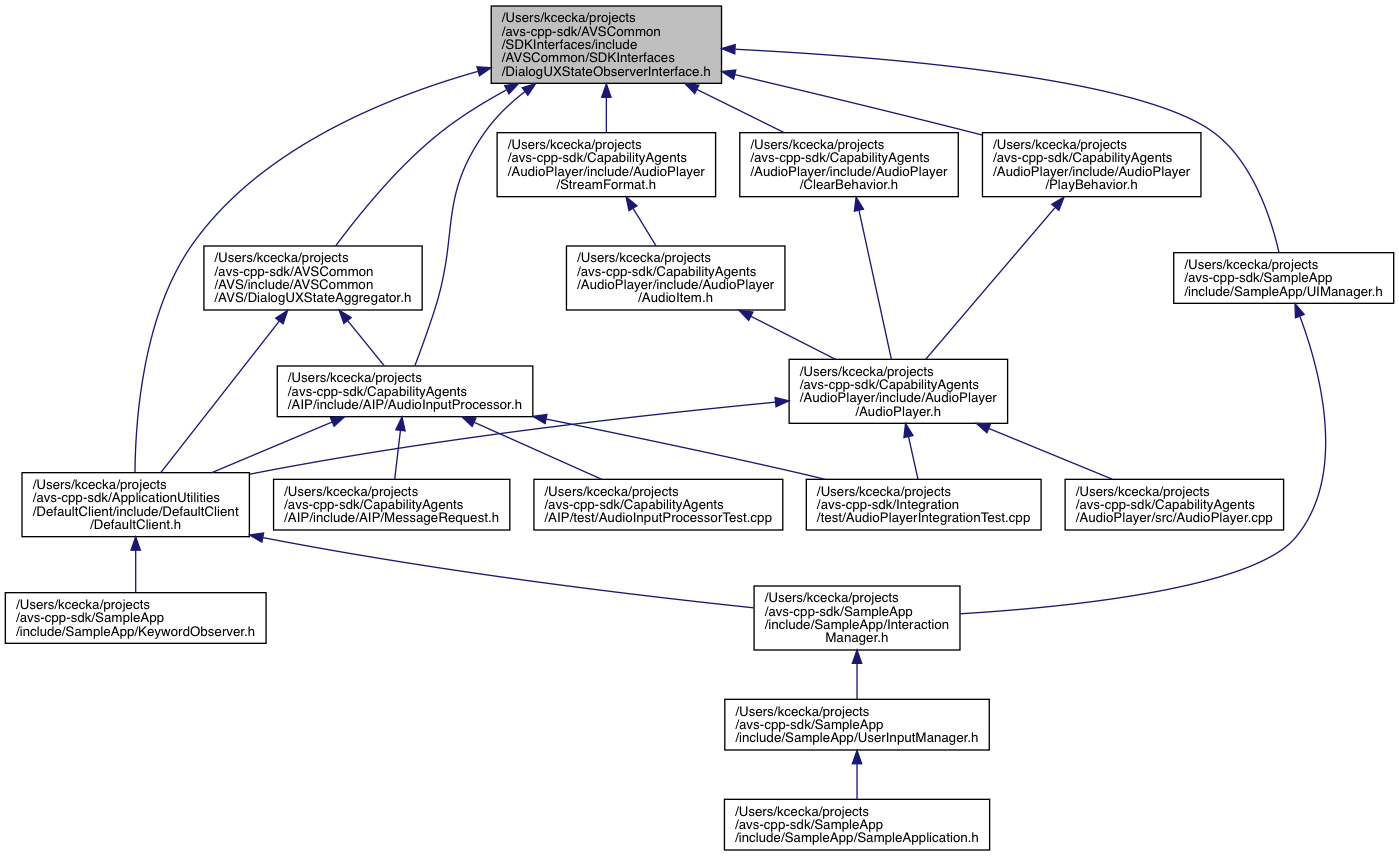 /Users/kcecka/projects
/avs-cpp-sdk/AVSCommon
/SDKInterfaces/include
/AVSCommon/SDKInterfaces
/DialogUXStateObserverInterface.h
/Users/kcecka/projects
/avs-cpp-sdk/CapabilityAgents
/AudioPlayer/include/AudioPlayer
/StreamFormat.h
/Users/kcecka/projects
/avs-cpp-sdk/CapabilityAgents
/AudioPlayer/include/AudioPlayer
/ClearBehavior.h
/Users/kcecka/projects
/avs-cpp-sdk/CapabilityAgents
/AudioPlayer/include/AudioPlayer
/PlayBehavior.h
/Users/kcecka/projects
/avs-cpp-sdk/AVSCommon
/AVS/include/AVSCommon
/AVS/DialogUXStateAggregator.h
/Users/kcecka/projects
/avs-cpp-sdk/CapabilityAgents
/AudioPlayer/include/AudioPlayer
/AudioItem.h
/Users/kcecka/projects
/avs-cpp-sdk/SampleApp
/include/SampleApp/UIManager.h
/Users/kcecka/projects
/avs-cpp-sdk/CapabilityAgents
/AIP/include/AIP/AudioInputProcessor.h
/Users/kcecka/projects
/avs-cpp-sdk/CapabilityAgents
/AudioPlayer/include/AudioPlayer
/AudioPlayer.h
/Users/kcecka/projects
/avs-cpp-sdk/ApplicationUtilities
/DefaultClient/include/DefaultClient
/DefaultClient.h
/Users/kcecka/projects
/avs-cpp-sdk/CapabilityAgents
/AIP/include/AIP/MessageRequest.h
/Users/kcecka/projects
/avs-cpp-sdk/CapabilityAgents
/AIP/test/AudioInputProcessorTest.cpp
/Users/kcecka/projects
/avs-cpp-sdk/Integration
/test/AudioPlayerIntegrationTest.cpp
/Users/kcecka/projects
/avs-cpp-sdk/CapabilityAgents
/AudioPlayer/src/AudioPlayer.cpp
/Users/kcecka/projects
/avs-cpp-sdk/SampleApp
/include/SampleApp/KeywordObserver.h
/Users/kcecka/projects
/avs-cpp-sdk/SampleApp
/include/SampleApp/Interaction
Manager.h
/Users/kcecka/projects
/avs-cpp-sdk/SampleApp
/include/SampleApp/UserInputManager.h
/Users/kcecka/projects
/avs-cpp-sdk/SampleApp
/include/SampleApp/SampleApplication.h